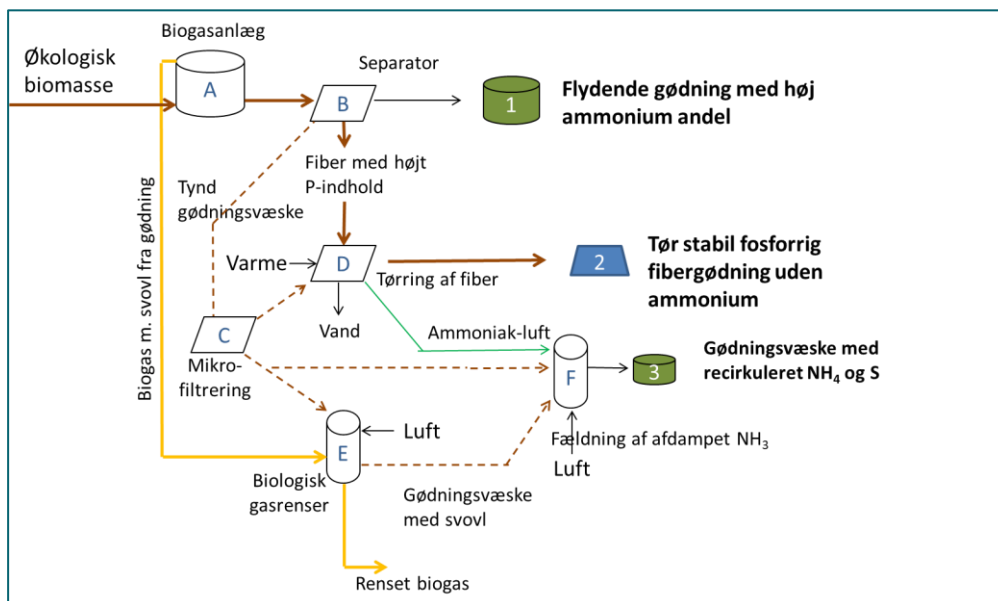 Biogasanlæg
Økologisk
biomasse
A
Separator
B
1
Flydende gødning med høj
ammonium andel
Fiber med højt
P-indhold
Tynd
gødningsvæske
Biogas m. svovl fra gødning
Varme
D
Tørring af fiber
2
Tør stabil fosforrig
fibergødning uden
ammonium
Vand
Ammoniak-luft
C
Mikro-
filtrering
F
3
Gødningsvæske med
recirkuleret NH₄ og S
Luft
E
Fældning af afdampet NH₃
Luft
Biologisk
gasrenser
Gødningsvæske
med svovl
Renset biogas